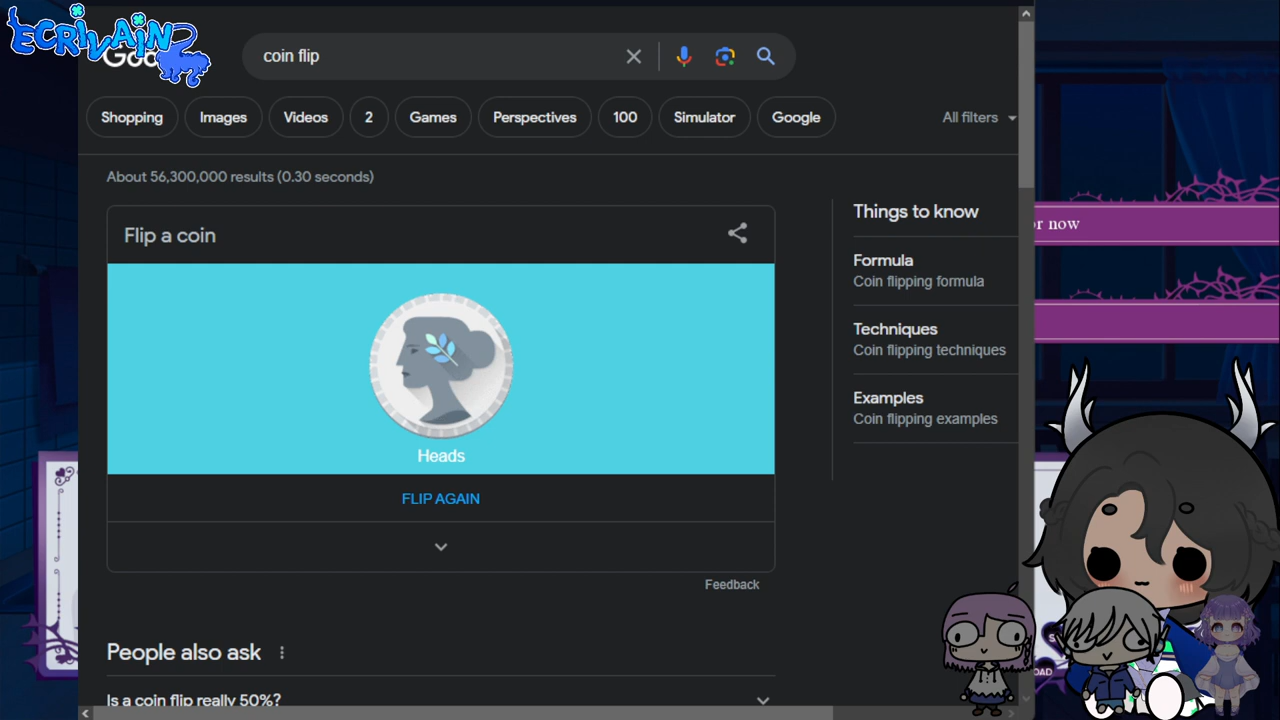 ECRIVAIN
coin flip
Shopping
Images
Videos
2
Games
Perspectives
100
Simulator
Google
All filters
About 56,300,000 results (0.30 seconds)
Flip a coin
Heads
FLIP AGAIN
Feedback
People also ask
Is a coin flip really 50%?
Things to know
Formula
Coin flipping formula
Techniques
Coin flipping techniques
Examples
Coin flipping examples
now